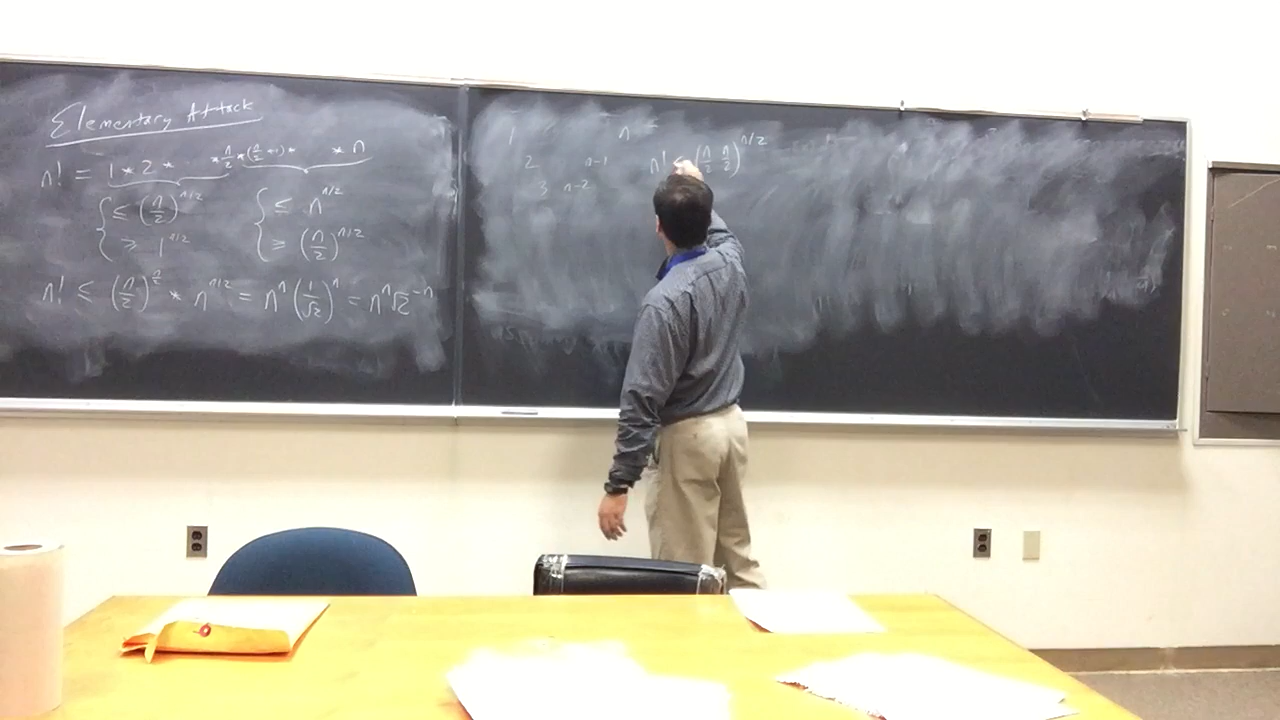 Elementary Attack
n! = 1 * 2 * * n/2 * (n/2 + 1) * * n
{ ≤ (n/2)^{n/2} { ≤ n^{n/2}
≥ 1^{n/2} ≥ (n/2)^{n/2}
n! ≤ (n/2)^{n/2} * n^{n/2} = n^n (1/√2)^n = n^n √2^{-n}
1 n
2 n-1 n! (n/2 n/2)^{n/2}
3 n-2